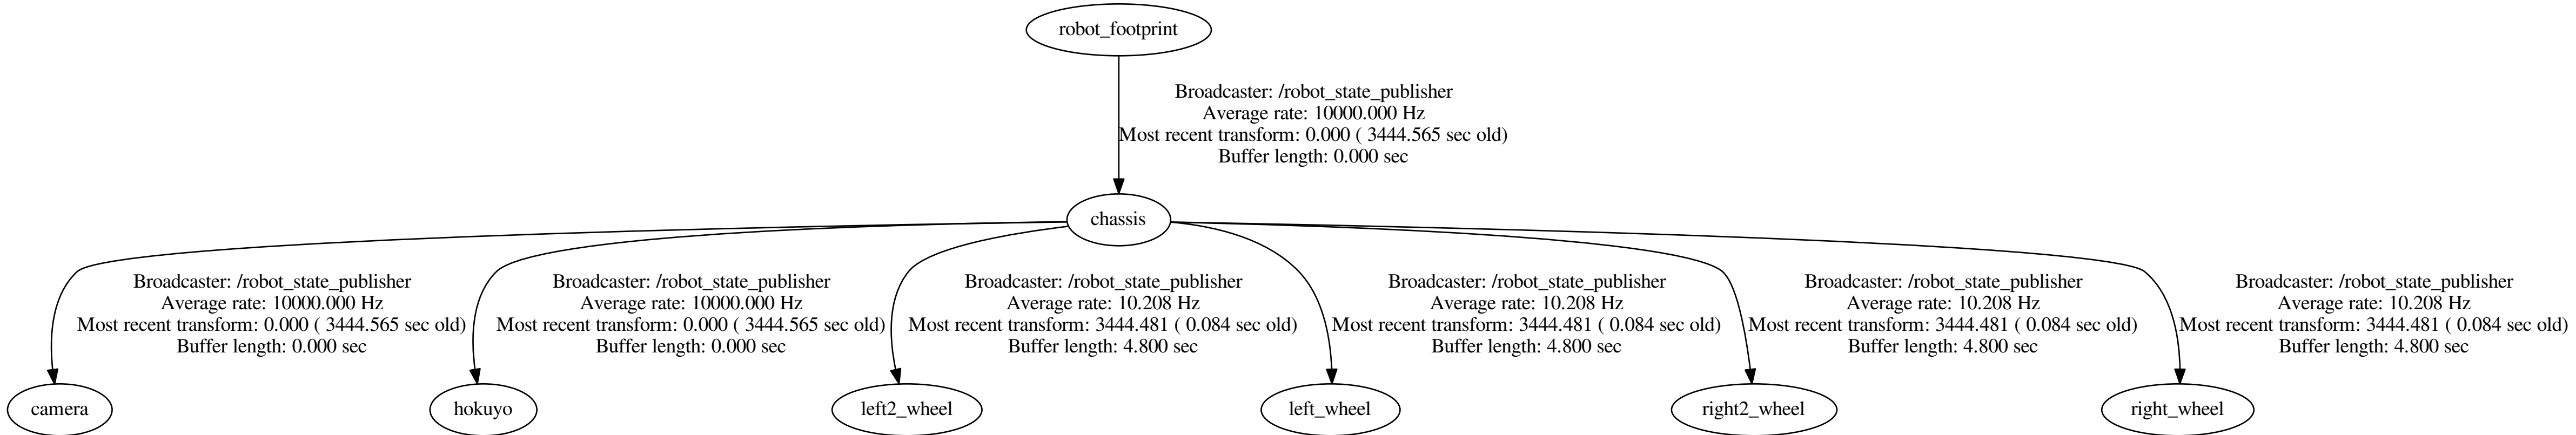 robot_footprint
Broadcaster: /robot_state_publisher
Average rate: 10000.000 Hz
Most recent transform: 0.000 ( 3444.565 sec old)
Buffer length: 0.000 sec
chassis
Broadcaster: /robot_state_publisher
Average rate: 10000.000 Hz
Most recent transform: 0.000 ( 3444.565 sec old)
Buffer length: 0.000 sec
Broadcaster: /robot_state_publisher
Average rate: 10000.000 Hz
Most recent transform: 0.000 ( 3444.565 sec old)
Buffer length: 0.000 sec
Broadcaster: /robot_state_publisher
Average rate: 10.208 Hz
Most recent transform: 3444.481 ( 0.084 sec old)
Buffer length: 4.800 sec
Broadcaster: /robot_state_publisher
Average rate: 10.208 Hz
Most recent transform: 3444.481 ( 0.084 sec old)
Buffer length: 4.800 sec
Broadcaster: /robot_state_publisher
Average rate: 10.208 Hz
Most recent transform: 3444.481 ( 0.084 sec old)
Buffer length: 4.800 sec
Broadcaster: /robot_state_publisher
Average rate: 10.208 Hz
Most recent transform: 3444.481 ( 0.084 sec old)
Buffer length: 4.800 sec
camera
hokuyo
left2_wheel
left_wheel
right2_wheel
right_wheel